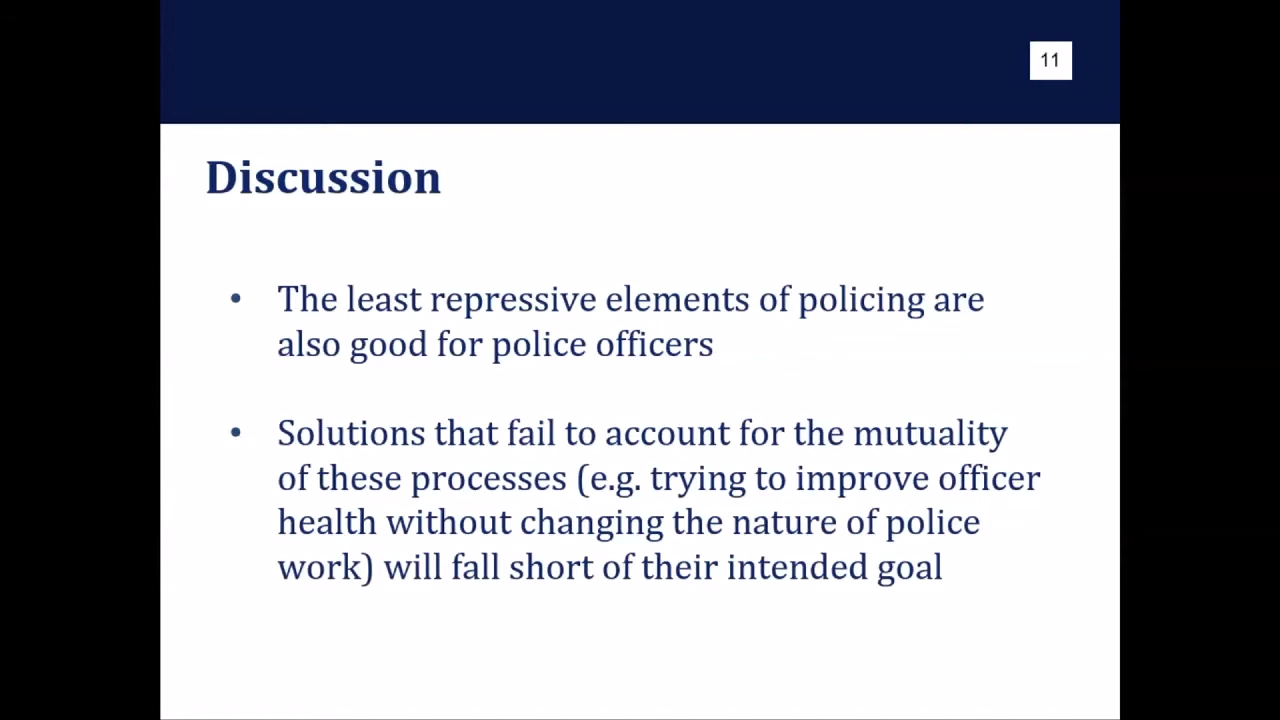 11
Discussion
• The least repressive elements of policing are
also good for police officers
• Solutions that fail to account for the mutuality
of these processes (e.g. trying to improve officer
health without changing the nature of police
work) will fall short of their intended goal